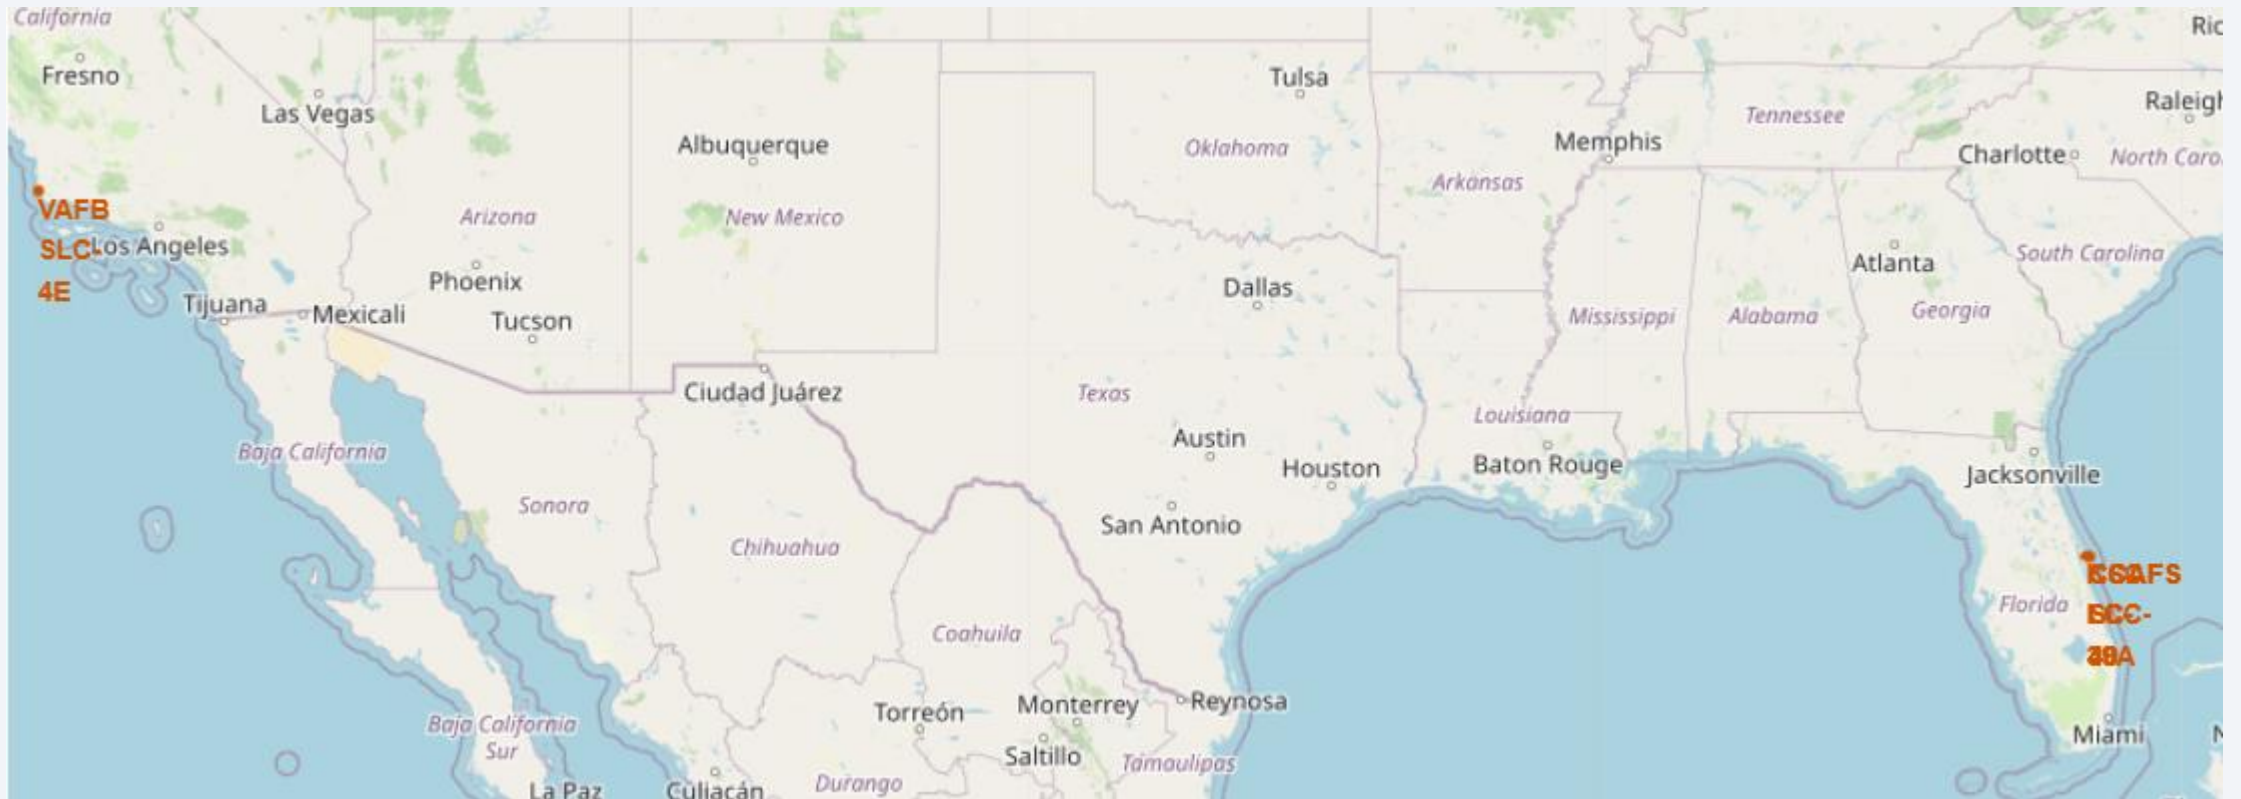 California
Ric
Fresno
Tulsa
Las Vegas
Raleigh
Tennessee
Albuquerque
Memphis
Oklahoma
Charlotte
North Caro
Arkansas
VAFB
SLC-
4E
Arizona
New Mexico
Los Angeles
South Carolina
Atlanta
Phoenix
Dallas
Tijuana
Mexicali
Tucson
Mississippi
Alabama
Georgia
Ciudad Juárez
Texas
Louisiana
Austin
Baja California
Houston
Baton Rouge
Jacksonville
Sonora
San Antonio
Chihuahua
Florida
Coahuila
Torreón
Monterrey
Reynosa
Baja California
Sur
Miami
N
Saltillo
Tamaulipas
Durango
La Paz
Culiacán